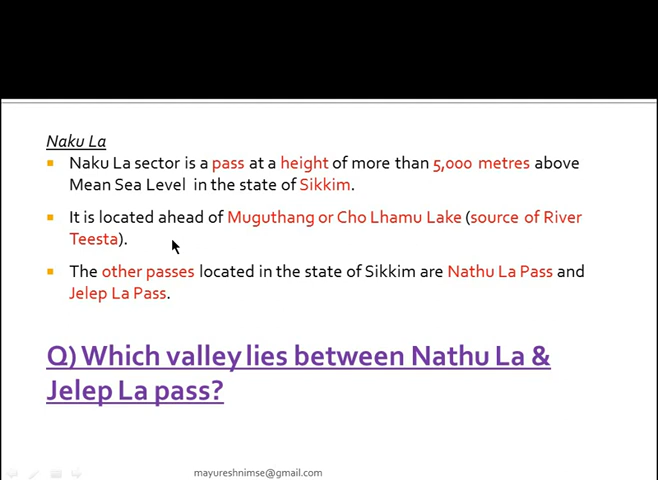 Naku La
▪ Naku La sector is a pass at a height of more than 5,000 metres above
Mean Sea Level in the state of Sikkim.
▪ It is located ahead of Muguthang or Cho Lhamu Lake (source of River
Teesta).
▪ The other passes located in the state of Sikkim are Nathu La Pass and
Jelep La Pass.
Q) Which valley lies between Nathu La &
Jelep La pass?
mayureshnimse@gmail.com